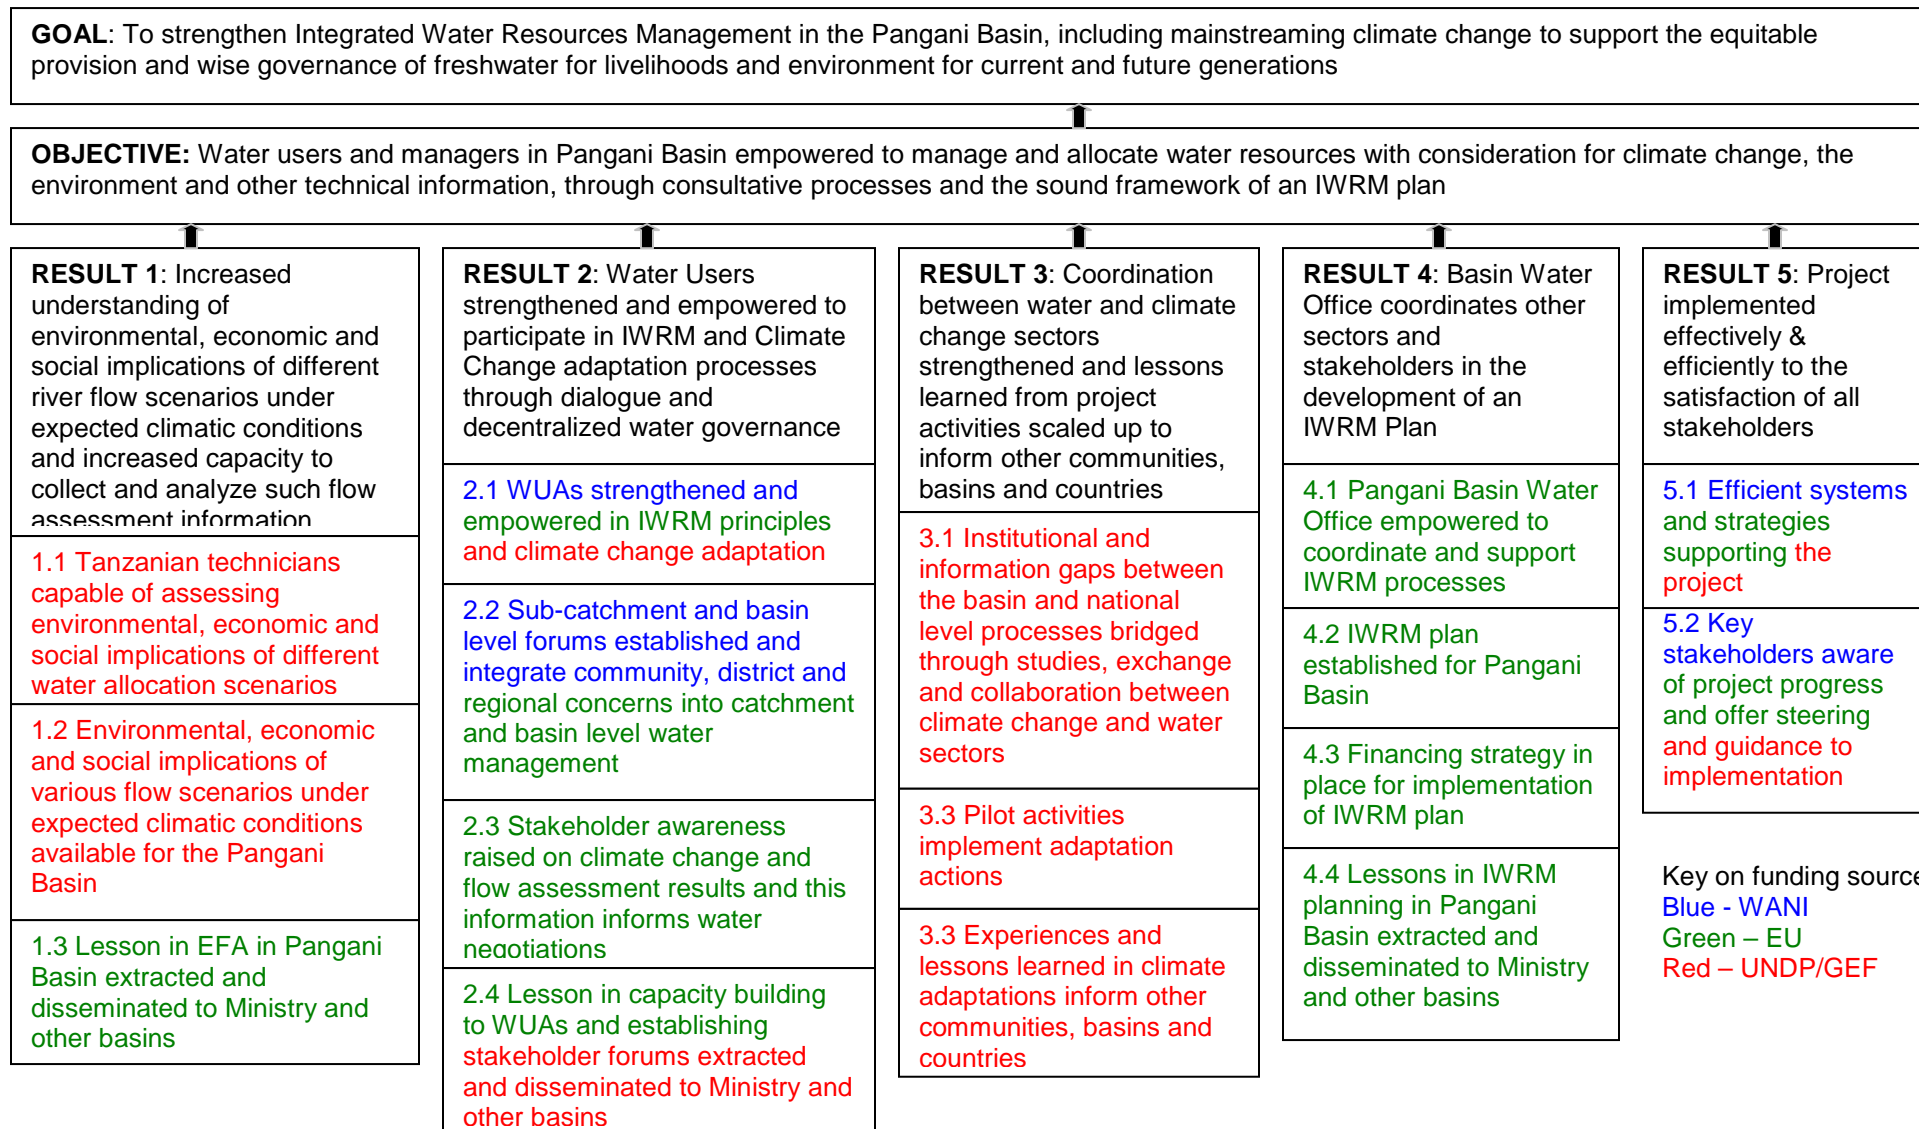 GOAL: To strengthen Integrated Water Resources Management in the Pangani Basin, including mainstreaming climate change to support the equitable
provision and wise governance of freshwater for livelihoods and environment for current and future generations
OBJECTIVE: Water users and managers in Pangani Basin empowered to manage and allocate water resources with consideration for climate change, the
environment and other technical information, through consultative processes and the sound framework of an IWRM plan
RESULT 1: Increased
understanding of
environmental, economic and
social implications of different
river flow scenarios under
expected climatic conditions
and increased capacity to
collect and analyze such flow
assessment information
1.1 Tanzanian technicians
capable of assessing
environmental, economic and
social implications of different
water allocation scenarios
1.2 Environmental, economic
and social implications of
various flow scenarios under
expected climatic conditions
available for the Pangani
Basin
1.3 Lesson in EFA in Pangani
Basin extracted and
disseminated to Ministry and
other basins
RESULT 2: Water Users
strengthened and empowered to
participate in IWRM and Climate
Change adaptation processes
through dialogue and
decentralized water governance
2.1 WUAs strengthened and
empowered in IWRM principles
and climate change adaptation
2.2 Sub-catchment and basin
level forums established and
integrate community, district and
regional concerns into catchment
and basin level water
management
2.3 Stakeholder awareness
raised on climate change and
flow assessment results and this
information informs water
negotiations
2.4 Lesson in capacity building
to WUAs and establishing
stakeholder forums extracted
and disseminated to Ministry and
other basins
RESULT 3: Coordination
between water and climate
change sectors
strengthened and lessons
learned from project
activities scaled up to
inform other communities,
basins and countries
3.1 Institutional and
information gaps between
the basin and national
level processes bridged
through studies, exchange
and collaboration between
climate change and water
sectors
3.3 Pilot activities
implement adaptation
actions
3.3 Experiences and
lessons learned in climate
adaptations inform other
communities, basins and
countries
RESULT 4: Basin Water
Office coordinates other
sectors and
stakeholders in the
development of an
IWRM Plan
4.1 Pangani Basin Water
Office empowered to
coordinate and support
IWRM processes
4.2 IWRM plan
established for Pangani
Basin
4.3 Financing strategy in
place for implementation
of IWRM plan
4.4 Lessons in IWRM
planning in Pangani
Basin extracted and
disseminated to Ministry
and other basins
RESULT 5: Project
implemented
effectively &
efficiently to the
satisfaction of all
stakeholders
5.1 Efficient systems
and strategies
supporting the
project
5.2 Key
stakeholders aware
of project progress
and offer steering
and guidance to
implementation
Key on funding source
Blue - WANI
Green – EU
Red – UNDP/GEF